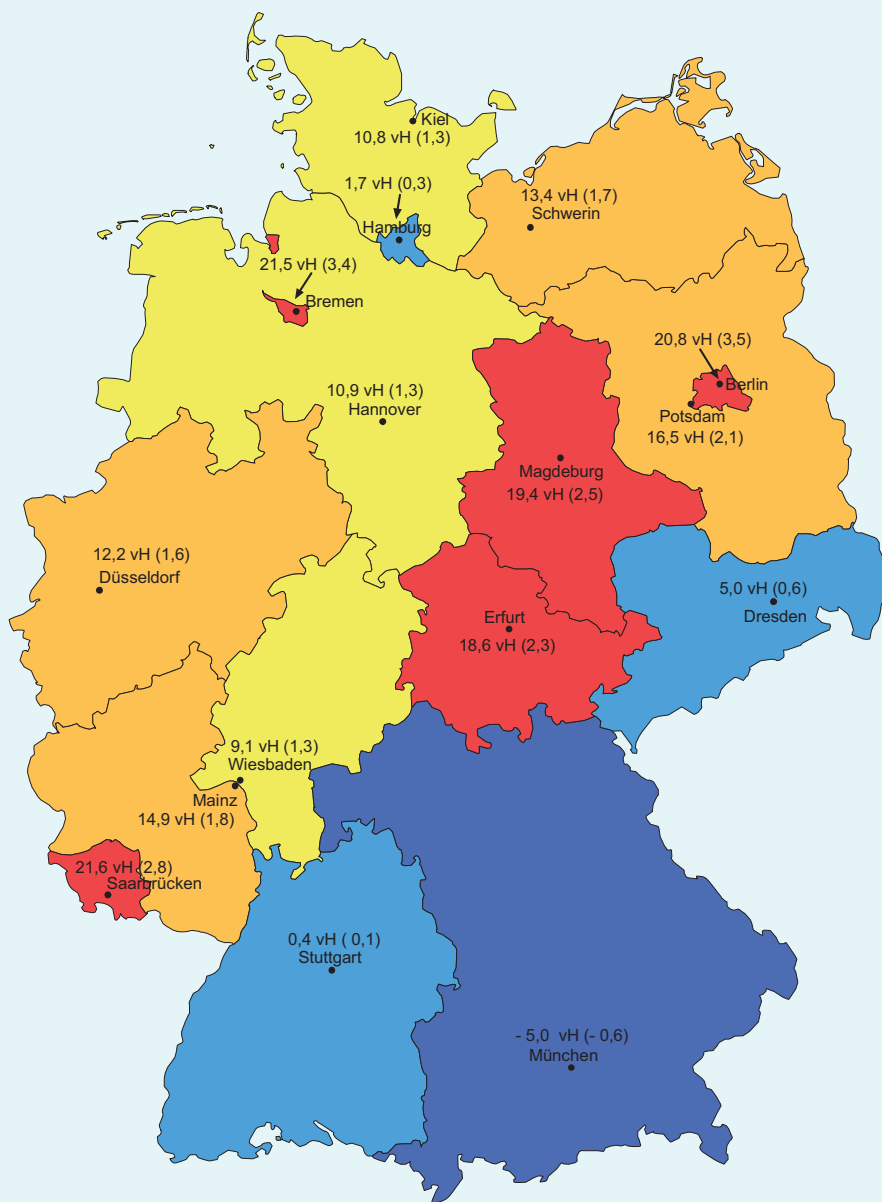 Kiel
10,8 vH (1,3)
1,7 vH (0,3)
Hamburg
13,4 vH (1,7)
Schwerin
21,5 vH (3,4)
Bremen
20,8 vH (3,5)
Berlin
Potsdam
16,5 vH (2,1)
10,9 vH (1,3)
Hannover
Magdeburg
19,4 vH (2,5)
12,2 vH (1,6)
Düsseldorf
5,0 vH (0,6)
Dresden
Erfurt
18,6 vH (2,3)
9,1 vH (1,3)
Wiesbaden
Mainz
14,9 vH (1,8)
21,6 vH (2,8)
Saarbrücken
0,4 vH ( 0,1)
Stuttgart
- 5,0 vH (- 0,6)
München